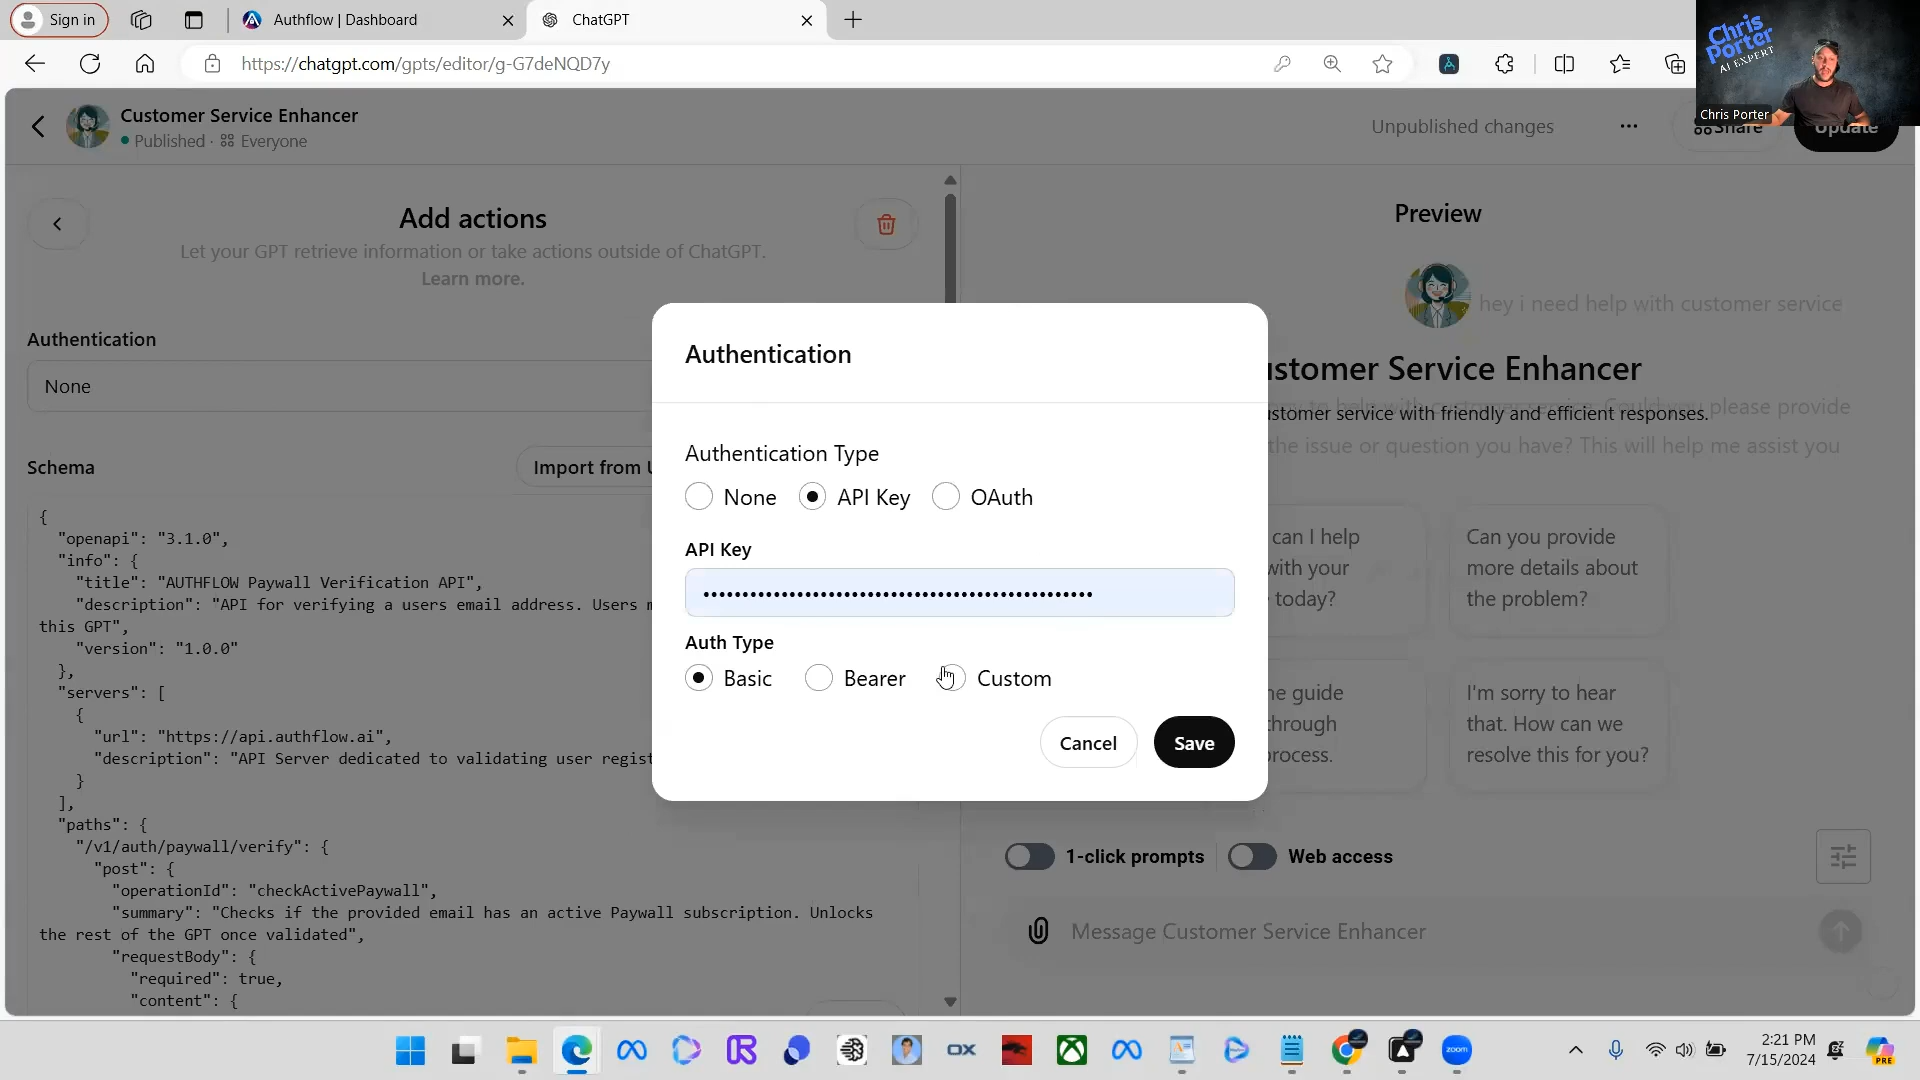 Sign in
Authflow | Dashboard
ChatGPT
https://chatgpt.com/gpts/editor/g-G7deNQD7y
Chris
Porter
AI EXPERT
Chris Porter
Customer Service Enhancer
Published · Everyone
Unpublished changes
Share
Update
Add actions
Let your GPT retrieve information or take actions outside of ChatGPT.
Learn more.
Authentication
None
Schema
Import from U
{
"openapi": "3.1.0",
"info": {
"title": "AUTHFLOW Paywall Verification API",
"description": "API for verifying a users email address. Users m
this GPT",
"version": "1.0.0"
},
"servers": [
{
"url": "https://api.authflow.ai",
"description": "API Server dedicated to validating user regist
}
],
"paths": {
"/v1/auth/paywall/verify": {
"post": {
"operationId": "checkActivePaywall",
"summary": "Checks if the provided email has an active Paywall subscription. Unlocks
the rest of the GPT once validated",
"requestBody": {
"required": true,
"content": {
Authentication
Authentication Type
None
API Key
OAuth
API Key
••••••••••••••••••••••••••••••••••••••••••••••••••
Auth Type
Basic
Bearer
Custom
Cancel
Save
Preview
hey i need help with customer service
ustomer Service Enhancer
ustomer service with friendly and efficient responses.
please provide
the issue or question you have? This will help me assist you
can I help
with your
today?
Can you provide
more details about
the problem?
me guide
through
process.
I'm sorry to hear
that. How can we
resolve this for you?
1-click prompts
Web access
Message Customer Service Enhancer
OX
zoom
2:21 PM
7/15/2024
PRE